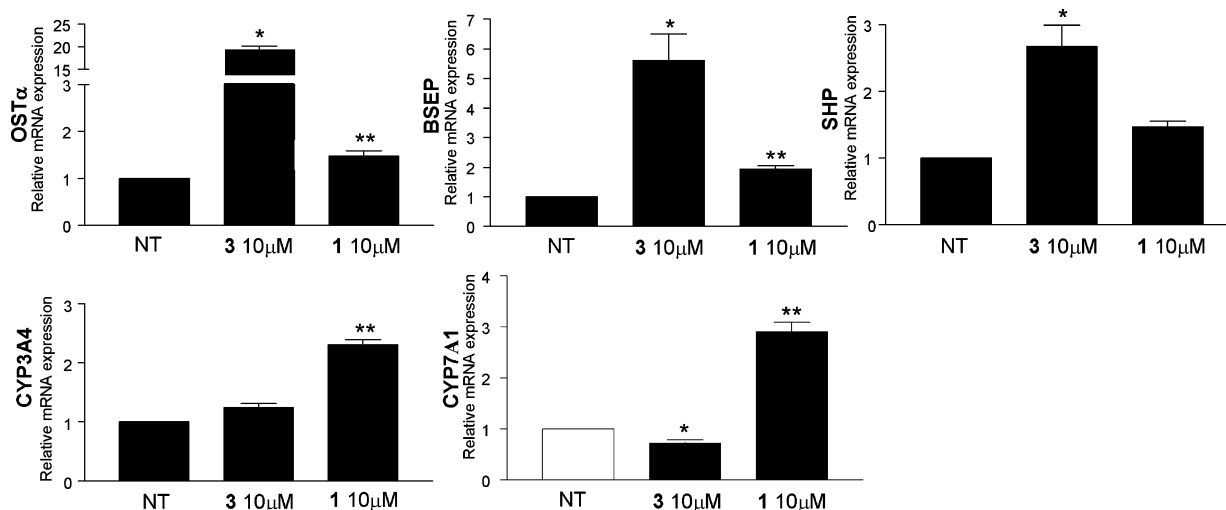 OSTα
Relative mRNA expression
25
20
15
3
2
1
0
*
**
NT
3 10μM
1 10μM
BSEP
Relative mRNA expression
7
6
5
4
3
2
1
0
*
**
NT
3 10μM
1 10μM
SHP
Relative mRNA expression
3
2
1
0
*
NT
3 10μM
1 10μM
CYP3A4
Relative mRNA expression
3
2
1
0
**
NT
3 10μM
1 10μM
CYP7A1
Relative mRNA expression
4
3
2
1
0
*
**
NT
3 10μM
1 10μM